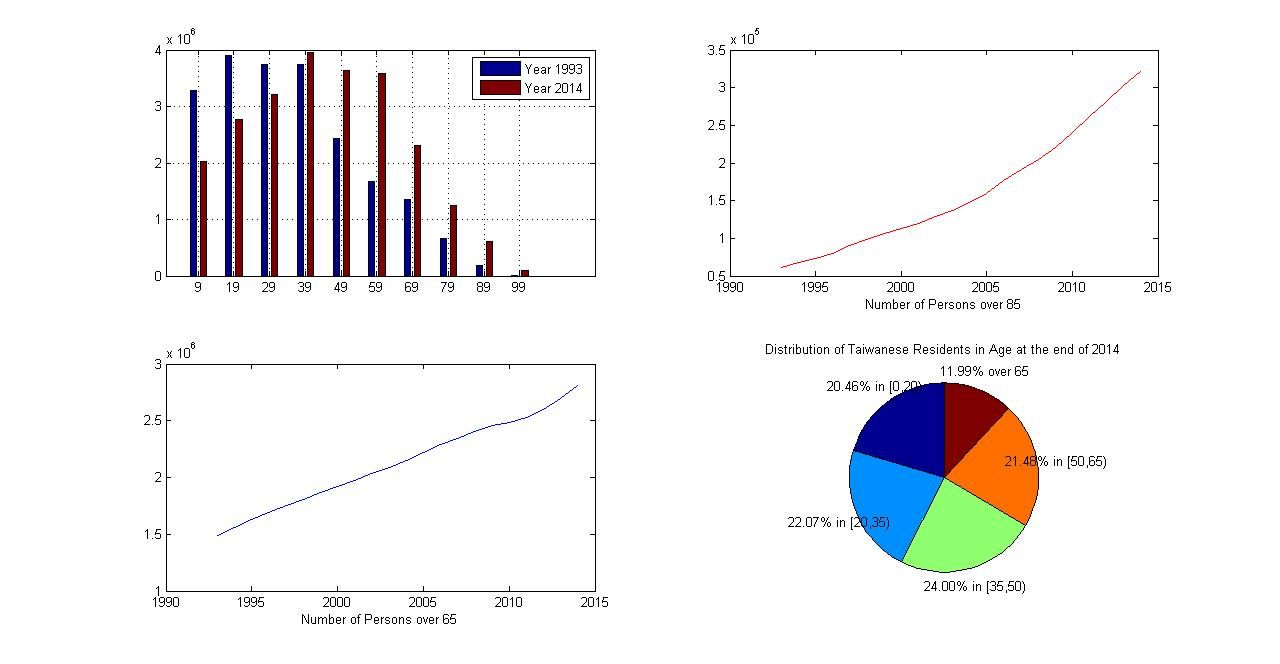 x 10^6
4
3
2
1
0
9 19 29 39 49 59 69 79 89 99
Year 1993
Year 2014
x 10^5
3.5
3
2.5
2
1.5
1
0.5
1990 1995 2000 2005 2010 2015
Number of Persons over 85
x 10^6
3
2.5
2
1.5
1
1990 1995 2000 2005 2010 2015
Number of Persons over 65
Distribution of Taiwanese Residents in Age at the end of 2014
11.99% over 65
20.46% in [0,20)
21.48% in [50,65)
22.07% in [20,35)
24.00% in [35,50)